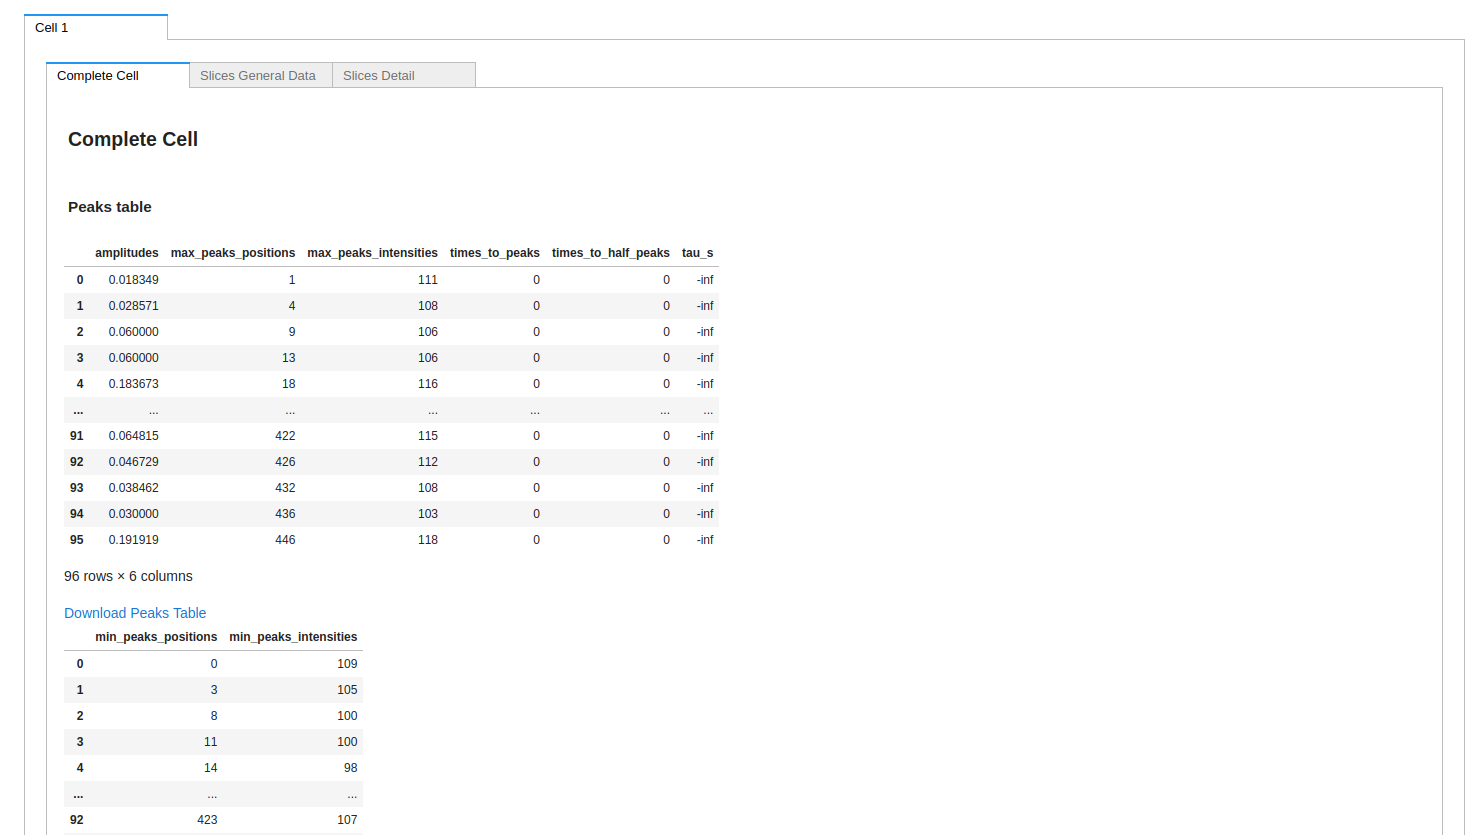 Cell 1
Complete Cell Slices General Data Slices Detail
Complete Cell
Peaks table
amplitudes max_peaks_positions max_peaks_intensities times_to_peaks times_to_half_peaks tau_s
0 0.018349 1 111 0 0 -inf
1 0.028571 4 108 0 0 -inf
2 0.060000 9 106 0 0 -inf
3 0.060000 13 106 0 0 -inf
4 0.183673 18 116 0 0 -inf
... ... ... ... ... ... ...
91 0.064815 422 115 0 0 -inf
92 0.046729 426 112 0 0 -inf
93 0.038462 432 108 0 0 -inf
94 0.030000 436 103 0 0 -inf
95 0.191919 446 118 0 0 -inf
96 rows × 6 columns
Download Peaks Table
min_peaks_positions min_peaks_intensities
0 0 109
1 3 105
2 8 100
3 11 100
4 14 98
... ... ...
92 423 107